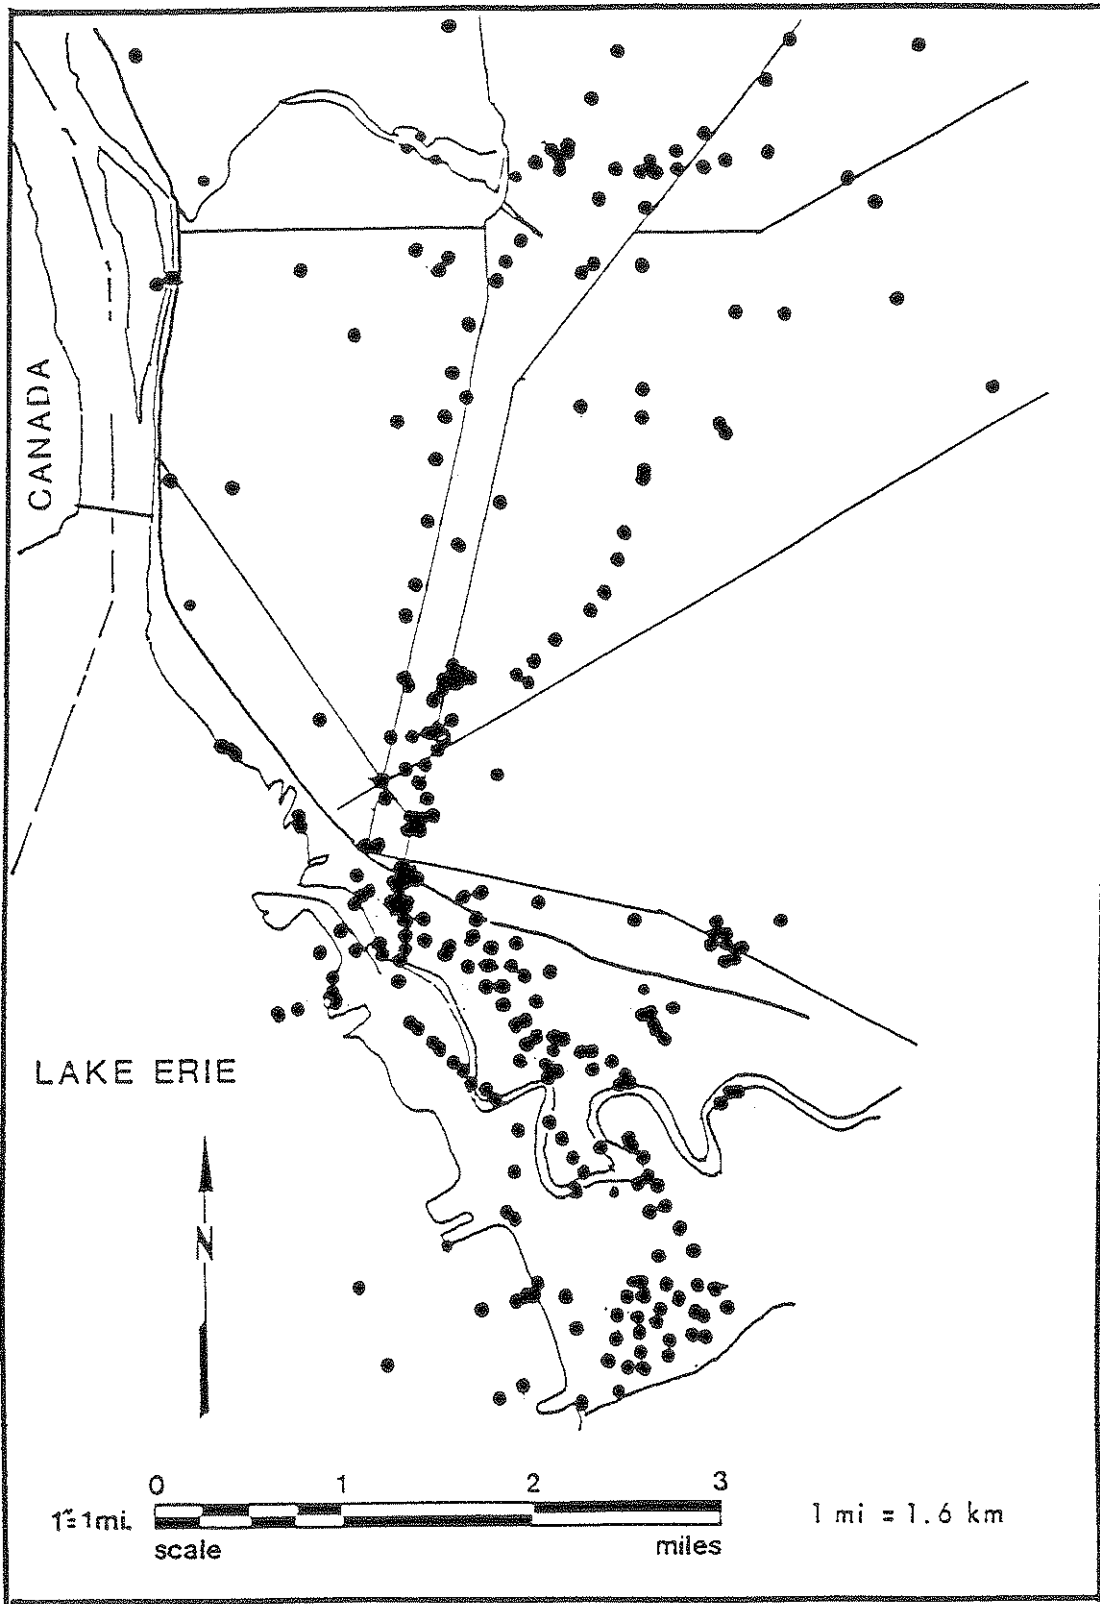 CANADA
LAKE ERIE
N
0 1 2 3
1"=1mi.
scale miles
1 mi = 1.6 km